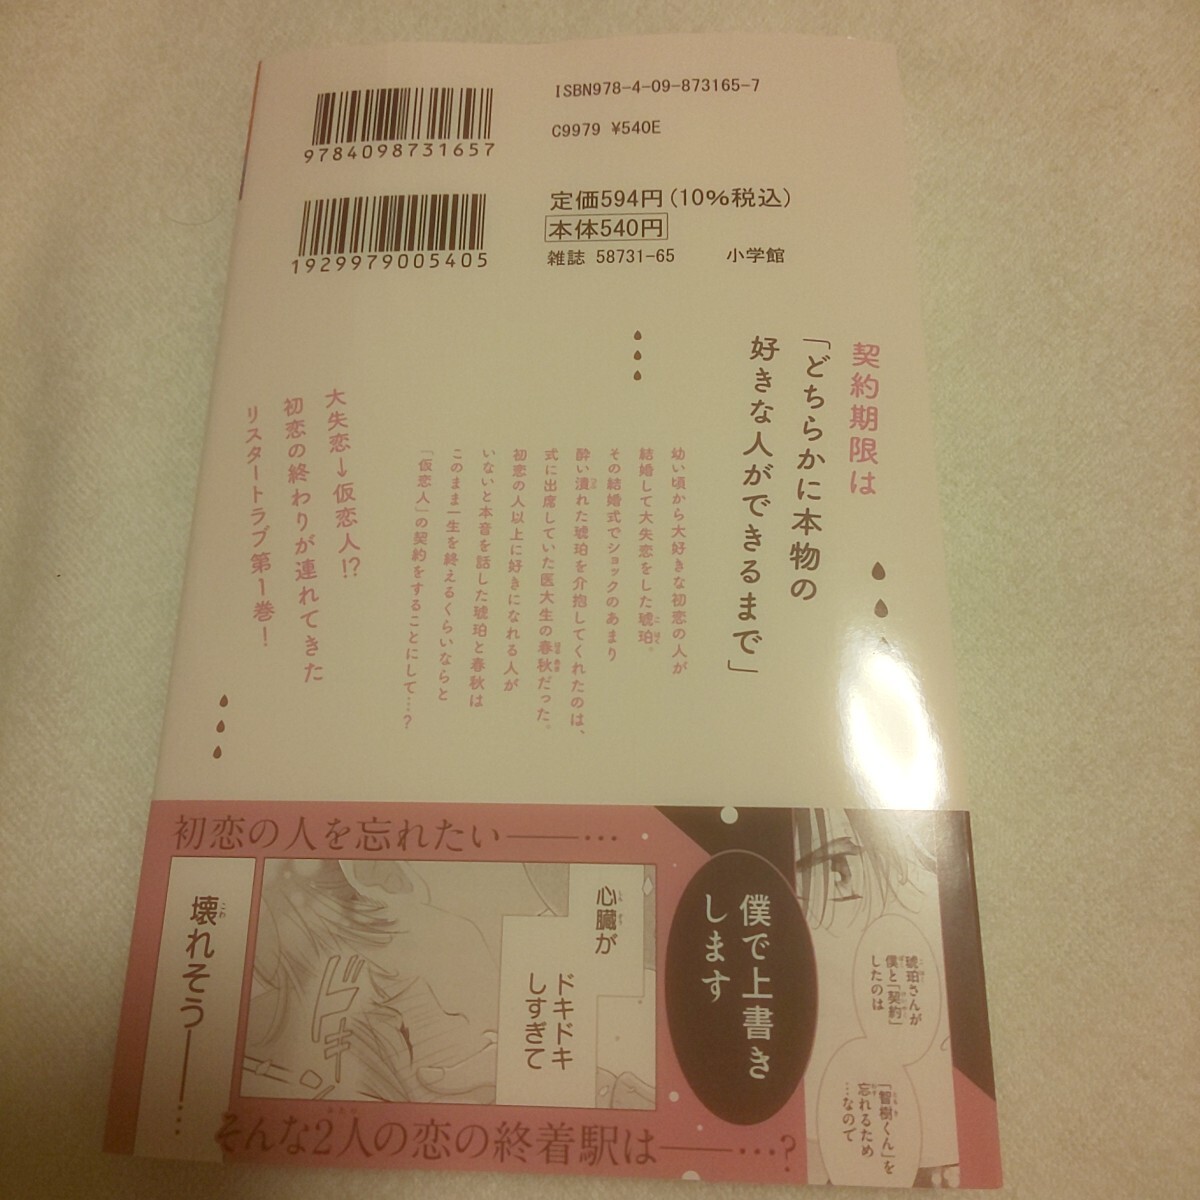 9784098731657
ISBN978-4-09-873165-7
C9979 ¥540E
1929979005405
定価594円(10%税込)
本体540円
雑誌 58731-65
小学館
契約期限は
「どちらかに本物の
好きな人ができるまで」
幼い頃から大好きな初恋の人が
結婚して大失恋をした琥珀。
その結婚式でショックのあまり
酔い潰れた琥珀を介抱してくれたのは、
式に出席していた医大生の春秋だった。
初恋の人以上に好きになれる人が
いないと本音を話した琥珀と春秋は
このまま一生を終えるくらいならと
「仮恋人」の契約をすることにして…?
大失恋→仮恋人!?
初恋の終わりが連れてきた
リスタートラブ第1巻!
初恋の人を忘れたい――…
琥珀さんが
僕と「契約」
したのは
「智樹くん」を
忘れるため
…なので
僕で上書き
します
心臓が
ドキドキ
しすぎて
ドキ
壊れそう――…
そんな2人の恋の終着駅は――…?